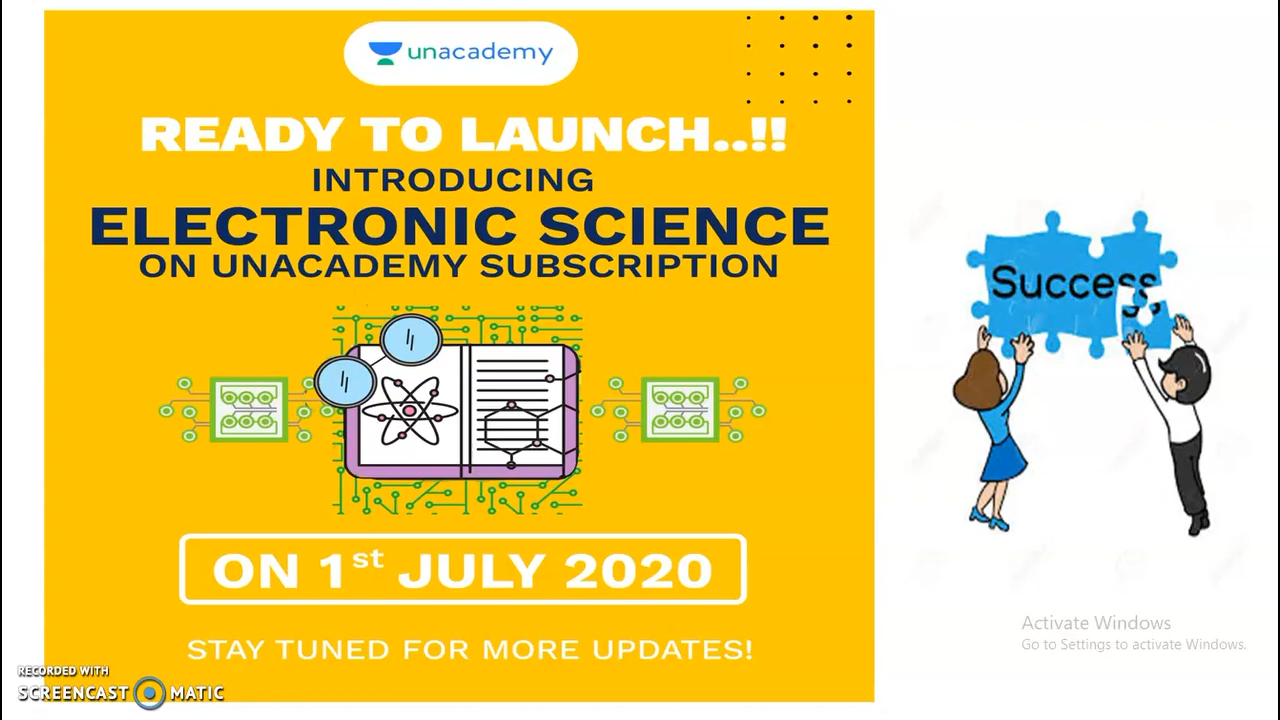 unacademy
READY TO LAUNCH..!!
INTRODUCING
ELECTRONIC SCIENCE
ON UNACADEMY SUBSCRIPTION
Success
ON 1st JULY 2020
STAY TUNED FOR MORE UPDATES!
Activate Windows
Go to Settings to activate Windows.
RECORDED WITH
SCREENCAST MATIC